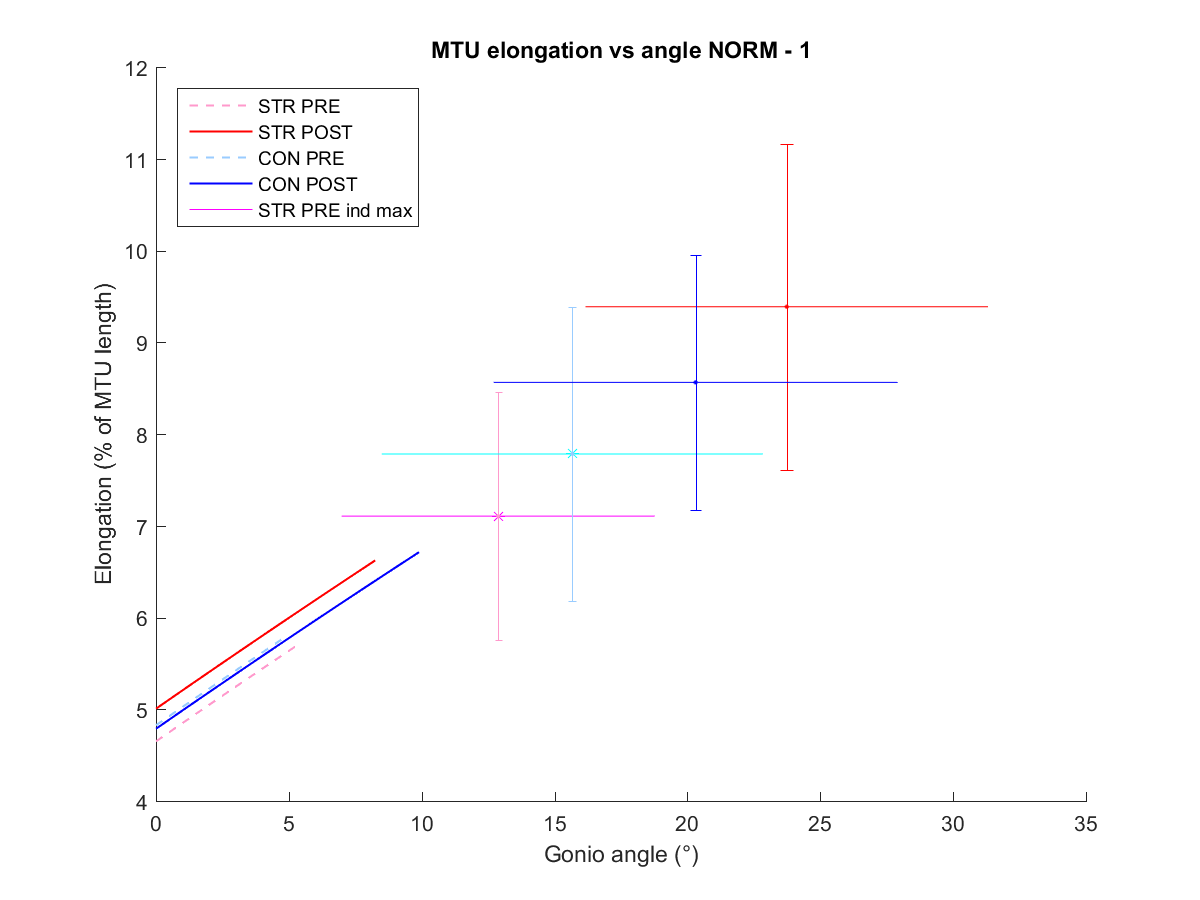 MTU elongation vs angle NORM - 1
12
11
10
9
8
7
6
5
4
STR PRE
STR POST
CON PRE
CON POST
STR PRE ind max
Elongation (% of MTU length)
0 5 10 15 20 25 30 35
Gonio angle (°)